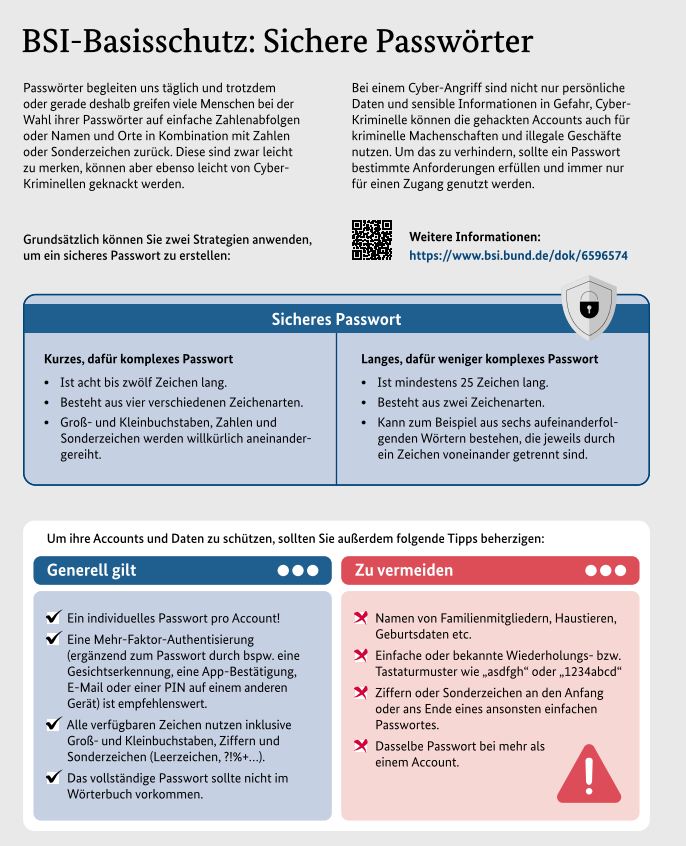 BSI-Basisschutz: Sichere Passwörter
Passwörter begleiten uns täglich und trotzdem
oder gerade deshalb greifen viele Menschen bei der
Wahl ihrer Passwörter auf einfache Zahlenabfolgen
oder Namen und Orte in Kombination mit Zahlen
oder Sonderzeichen zurück. Diese sind zwar leicht
zu merken, können aber ebenso leicht von Cyber-
Kriminellen geknackt werden.
Bei einem Cyber-Angriff sind nicht nur persönliche
Daten und sensible Informationen in Gefahr, Cyber-
Kriminelle können die gehackten Accounts auch für
kriminelle Machenschaften und illegale Geschäfte
nutzen. Um das zu verhindern, sollte ein Passwort
bestimmte Anforderungen erfüllen und immer nur
für einen Zugang genutzt werden.
Grundsätzlich können Sie zwei Strategien anwenden,
um ein sicheres Passwort zu erstellen:
Weitere Informationen:
https://www.bsi.bund.de/dok/6596574
Sicheres Passwort
Kurzes, dafür komplexes Passwort
• Ist acht bis zwölf Zeichen lang.
• Besteht aus vier verschiedenen Zeichenarten.
• Groß- und Kleinbuchstaben, Zahlen und
Sonderzeichen werden willkürlich aneinander-
gereiht.
Langes, dafür weniger komplexes Passwort
• Ist mindestens 25 Zeichen lang.
• Besteht aus zwei Zeichenarten.
• Kann zum Beispiel aus sechs aufeinanderfol-
genden Wörtern bestehen, die jeweils durch
ein Zeichen voneinander getrennt sind.
Um ihre Accounts und Daten zu schützen, sollten Sie außerdem folgende Tipps beherzigen:
Generell gilt
Ein individuelles Passwort pro Account!
Eine Mehr-Faktor-Authentisierung
(ergänzend zum Passwort durch bspw. eine
Gesichtserkennung, eine App-Bestätigung,
E-Mail oder einer PIN auf einem anderen
Gerät) ist empfehlenswert.
Alle verfügbaren Zeichen nutzen inklusive
Groß- und Kleinbuchstaben, Ziffern und
Sonderzeichen (Leerzeichen, ?!%+…).
Das vollständige Passwort sollte nicht im
Wörterbuch vorkommen.
Zu vermeiden
Namen von Familienmitgliedern, Haustieren,
Geburtsdaten etc.
Einfache oder bekannte Wiederholungs- bzw.
Tastaturmuster wie „asdfgh“ oder „1234abcd“
Ziffern oder Sonderzeichen an den Anfang
oder ans Ende eines ansonsten einfachen
Passwortes.
Dasselbe Passwort bei mehr als
einem Account.